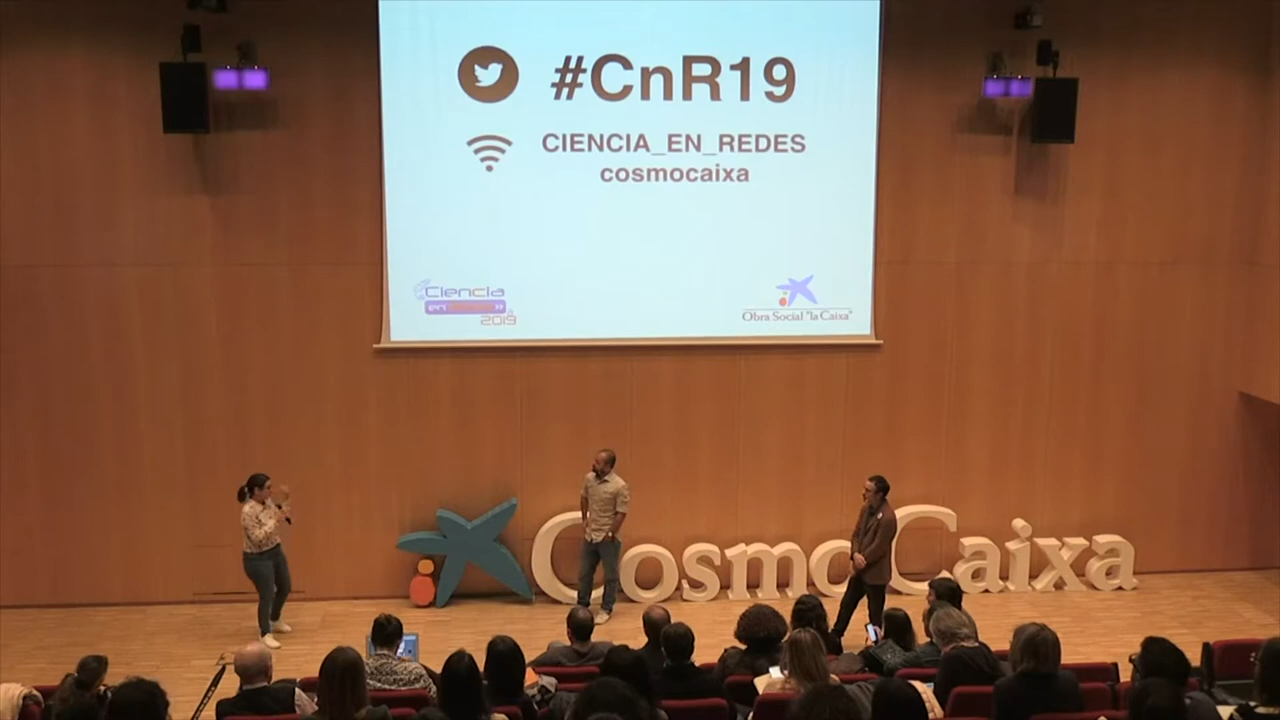 #CnR19
CIENCIA_EN_REDES
cosmocaixa
Ciencia
2019
Obra Social "la Caixa"
CosmoCaixa